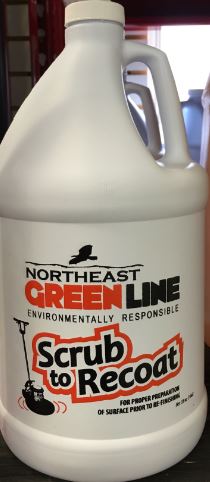 NORTHEAST
GREEN LINE
ENVIRONMENTALLY RESPONSIBLE
Scrub
to Recoat
FOR PROPER PREPARATION
OF SURFACE PRIOR TO RE-FINISHING